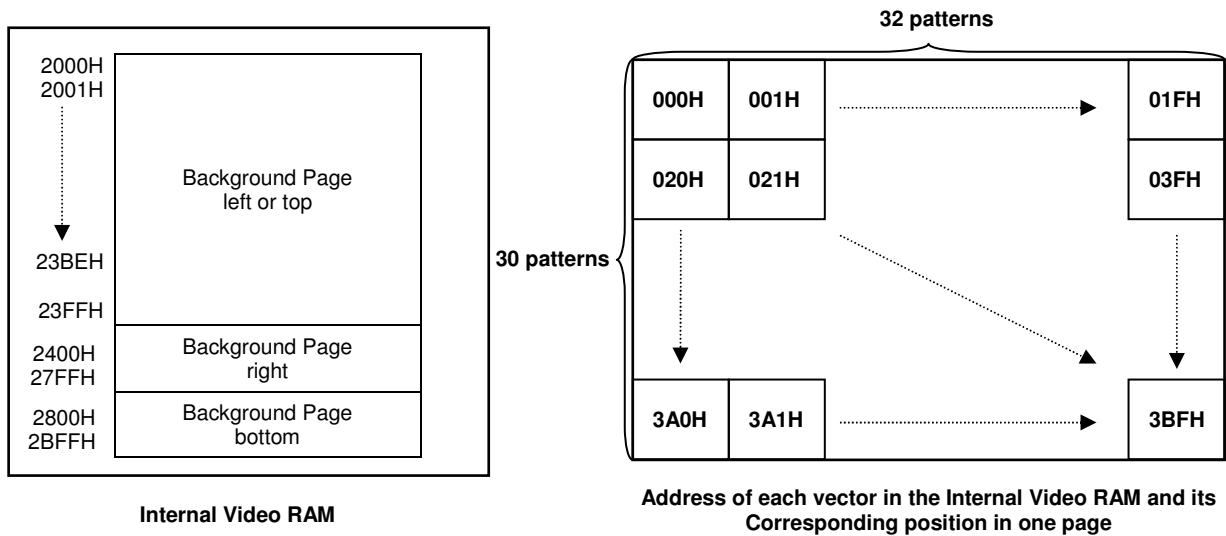 32 patterns
2000H
2001H
Background Page
left or top
23BEH
23FFH
2400H
27FFH
Background Page
right
2800H
2BFFH
Background Page
bottom
Internal Video RAM
30 patterns
000H 001H 01FH
020H 021H 03FH
3A0H 3A1H 3BFH
Address of each vector in the Internal Video RAM and its
Corresponding position in one page